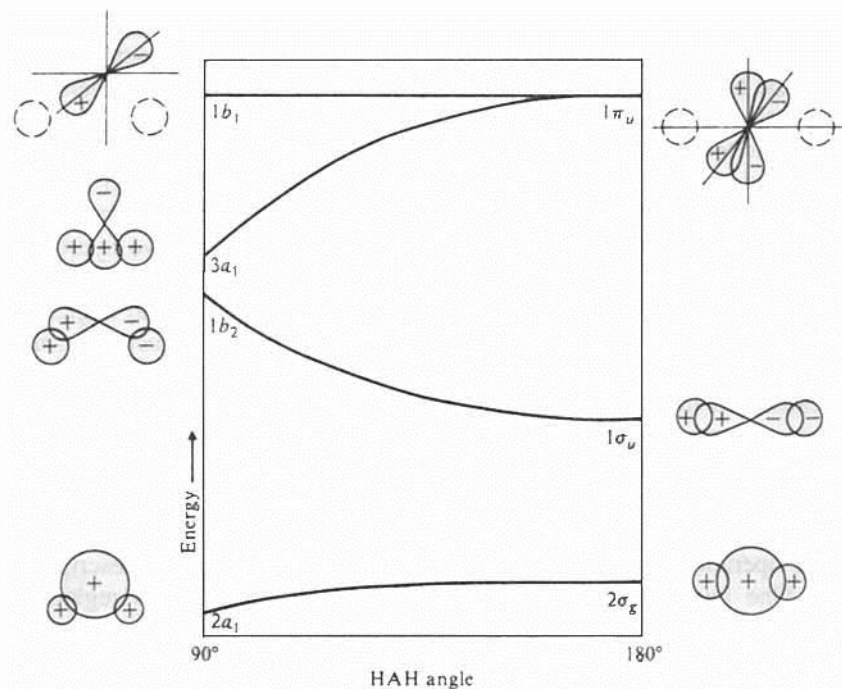 1b₁
1πᵤ
3a₁
1b₂
1σᵤ
Energy →
2a₁
2σg
90°
180°
HAH angle
+
−
+
−
+
−
−
+
+
+
+
+
−
−
+
+
−
−
+
+
+
+
+
+